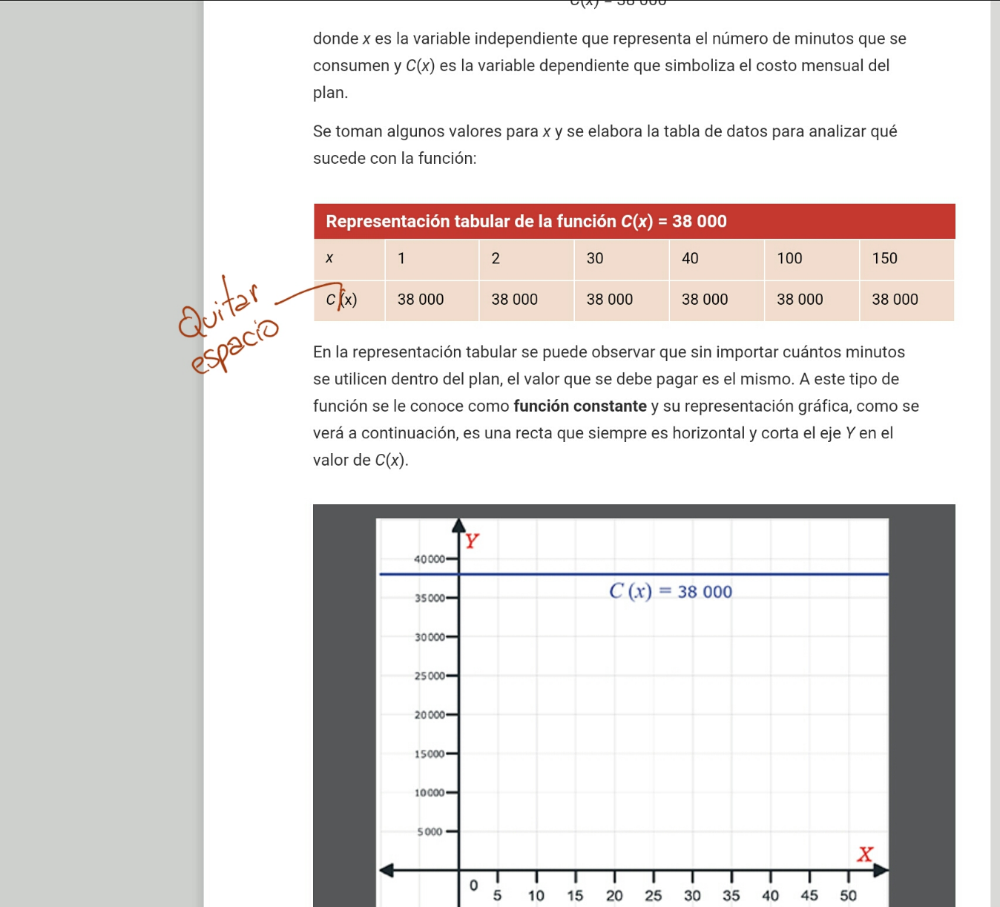 C(x) = 38 000
donde x es la variable independiente que representa el número de minutos que se
consumen y C(x) es la variable dependiente que simboliza el costo mensual del
plan.
Se toman algunos valores para x y se elabora la tabla de datos para analizar qué
sucede con la función:
Representación tabular de la función C(x) = 38 000
x 1 2 30 40 100 150
C (x) 38 000 38 000 38 000 38 000 38 000 38 000
Quitar
espacio
En la representación tabular se puede observar que sin importar cuántos minutos
se utilicen dentro del plan, el valor que se debe pagar es el mismo. A este tipo de
función se le conoce como función constante y su representación gráfica, como se
verá a continuación, es una recta que siempre es horizontal y corta el eje Y en el
valor de C(x).
Y
40000
C (x) = 38 000
35000
30000
25000
20000
15000
10000
5000
X
0 5 10 15 20 25 30 35 40 45 50